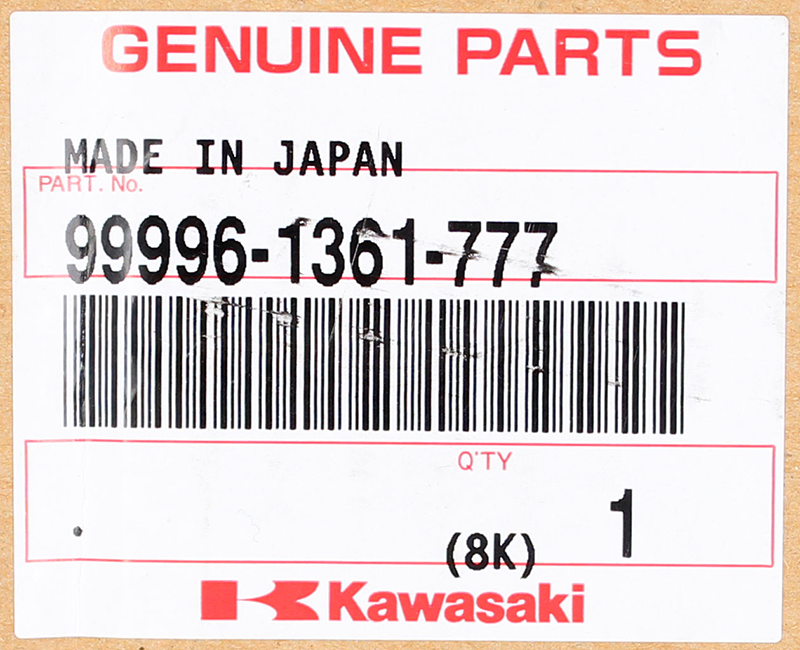 GENUINE PARTS
MADE IN JAPAN
PART. No.
99996-1361-777
Q'TY
1
(8K)
Kawasaki